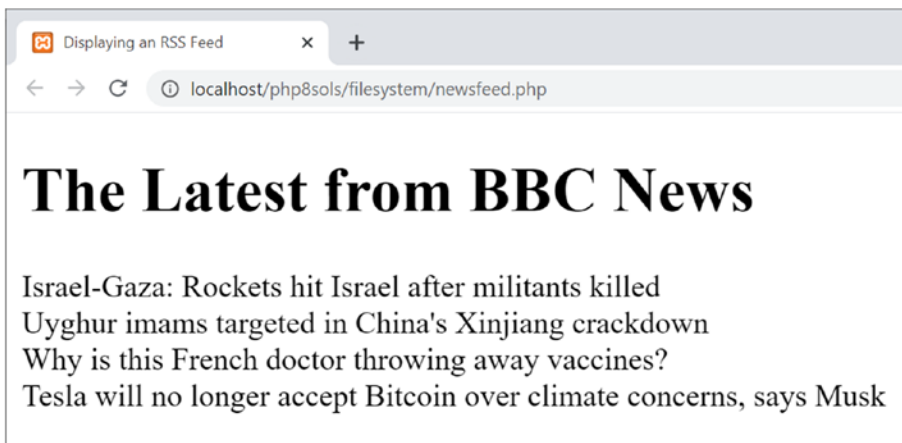 Displaying an RSS Feed
localhost/php8sols/filesystem/newsfeed.php
The Latest from BBC News
Israel-Gaza: Rockets hit Israel after militants killed
Uyghur imams targeted in China's Xinjiang crackdown
Why is this French doctor throwing away vaccines?
Tesla will no longer accept Bitcoin over climate concerns, says Musk